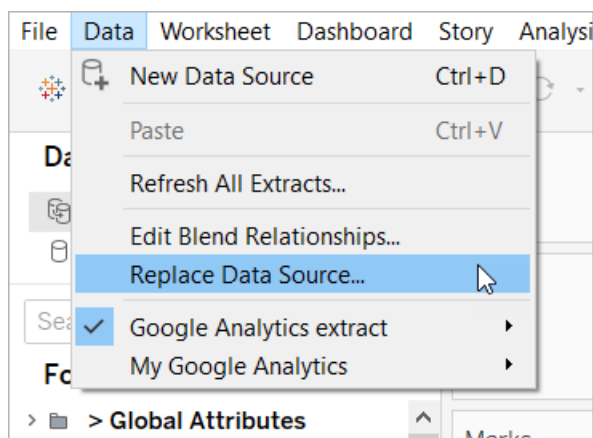 File Data Worksheet Dashboard Story Analysi
New Data Source Ctrl+D
Paste Ctrl+V
Da
Refresh All Extracts...
Edit Blend Relationships...
Replace Data Source...
Sea
Google Analytics extract
My Google Analytics
Fo
> Global Attributes